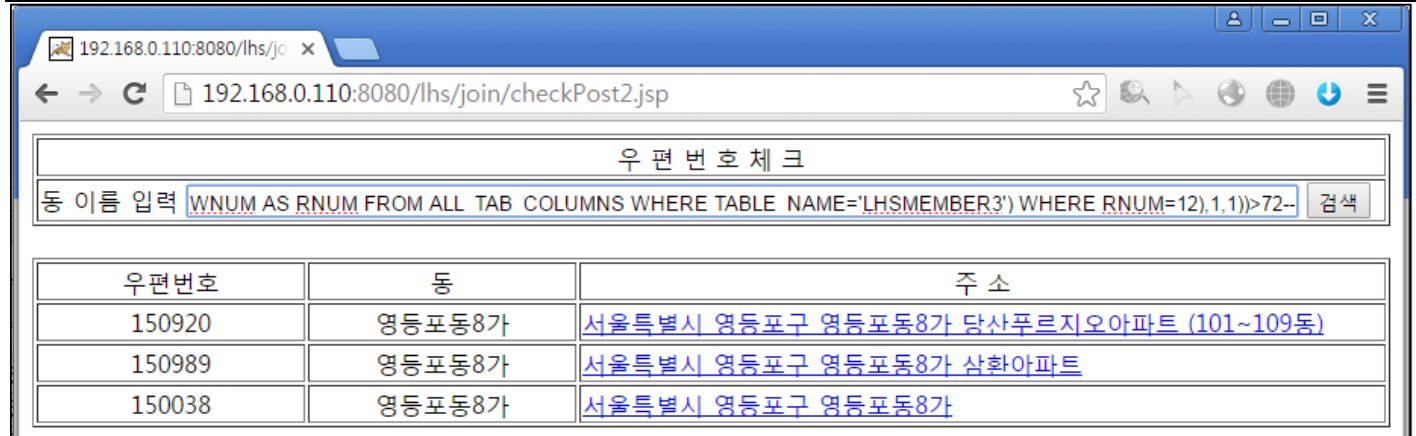 192.168.0.110:8080/lhs/jo
192.168.0.110:8080/lhs/join/checkPost2.jsp
우 편 번 호 체 크
동 이름 입력 WNUM AS RNUM FROM ALL_TAB_COLUMNS WHERE TABLE_NAME='LHSMEMBER3') WHERE RNUM=12),1,1))>72-- 검색
우편번호 동 주 소
150920 영등포동8가 서울특별시 영등포구 영등포동8가 당산푸르지오아파트 (101~109동)
150989 영등포동8가 서울특별시 영등포구 영등포동8가 삼환아파트
150038 영등포동8가 서울특별시 영등포구 영등포동8가